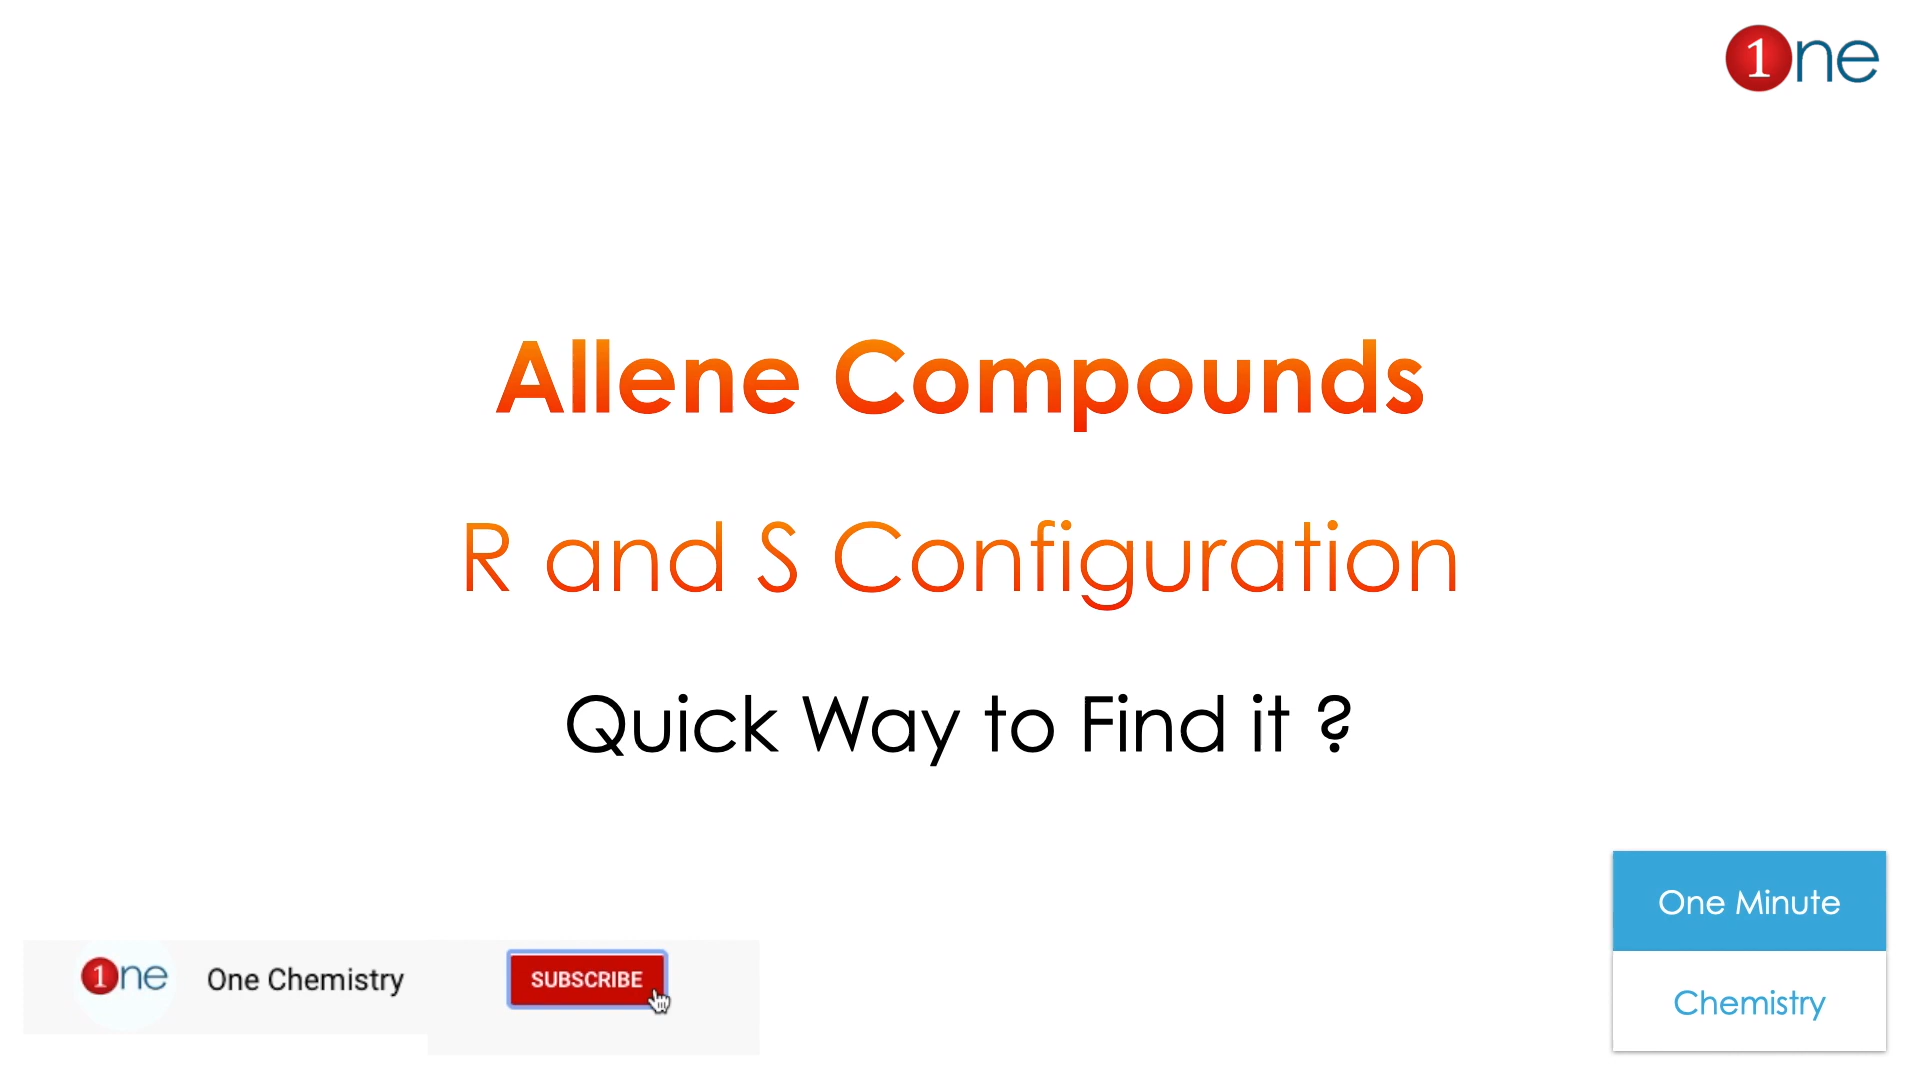 1ne
Allene Compounds
R and S Configuration
Quick Way to Find it ?
One Minute
Chemistry
1ne
One Chemistry
SUBSCRIBE